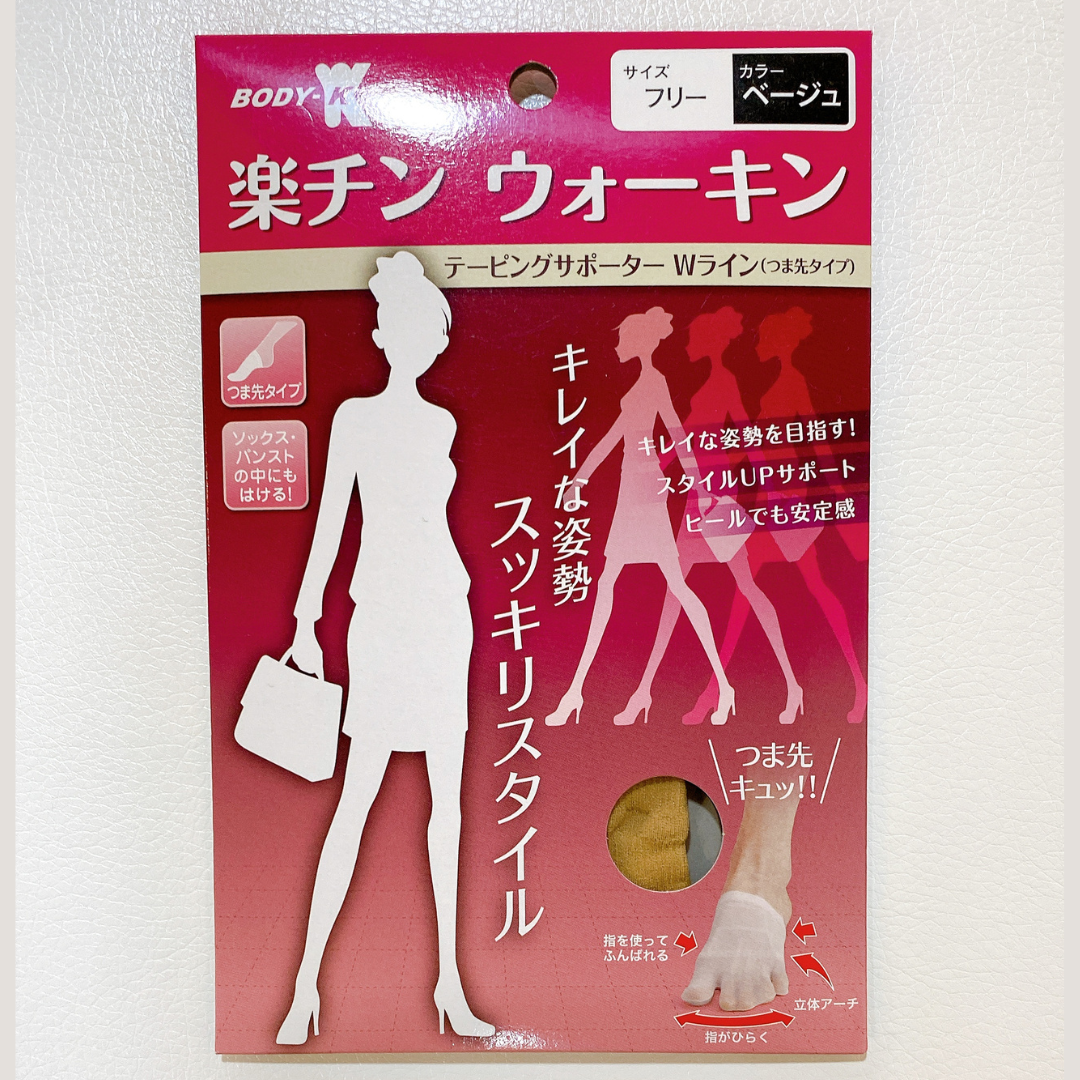 BODY-K
サイズ
フリー
カラー
ベージュ
楽チン ウォーキン
テーピングサポーター Wライン(つま先タイプ)
つま先タイプ
ソックス・
パンスト
の中にも
はける!
キレイな姿勢
スッキリスタイル
キレイな姿勢を目指す!
スタイルUPサポート
ヒールでも安定感
つま先
キュッ!!
指を使って
ふんばれる
立体アーチ
指がひらく